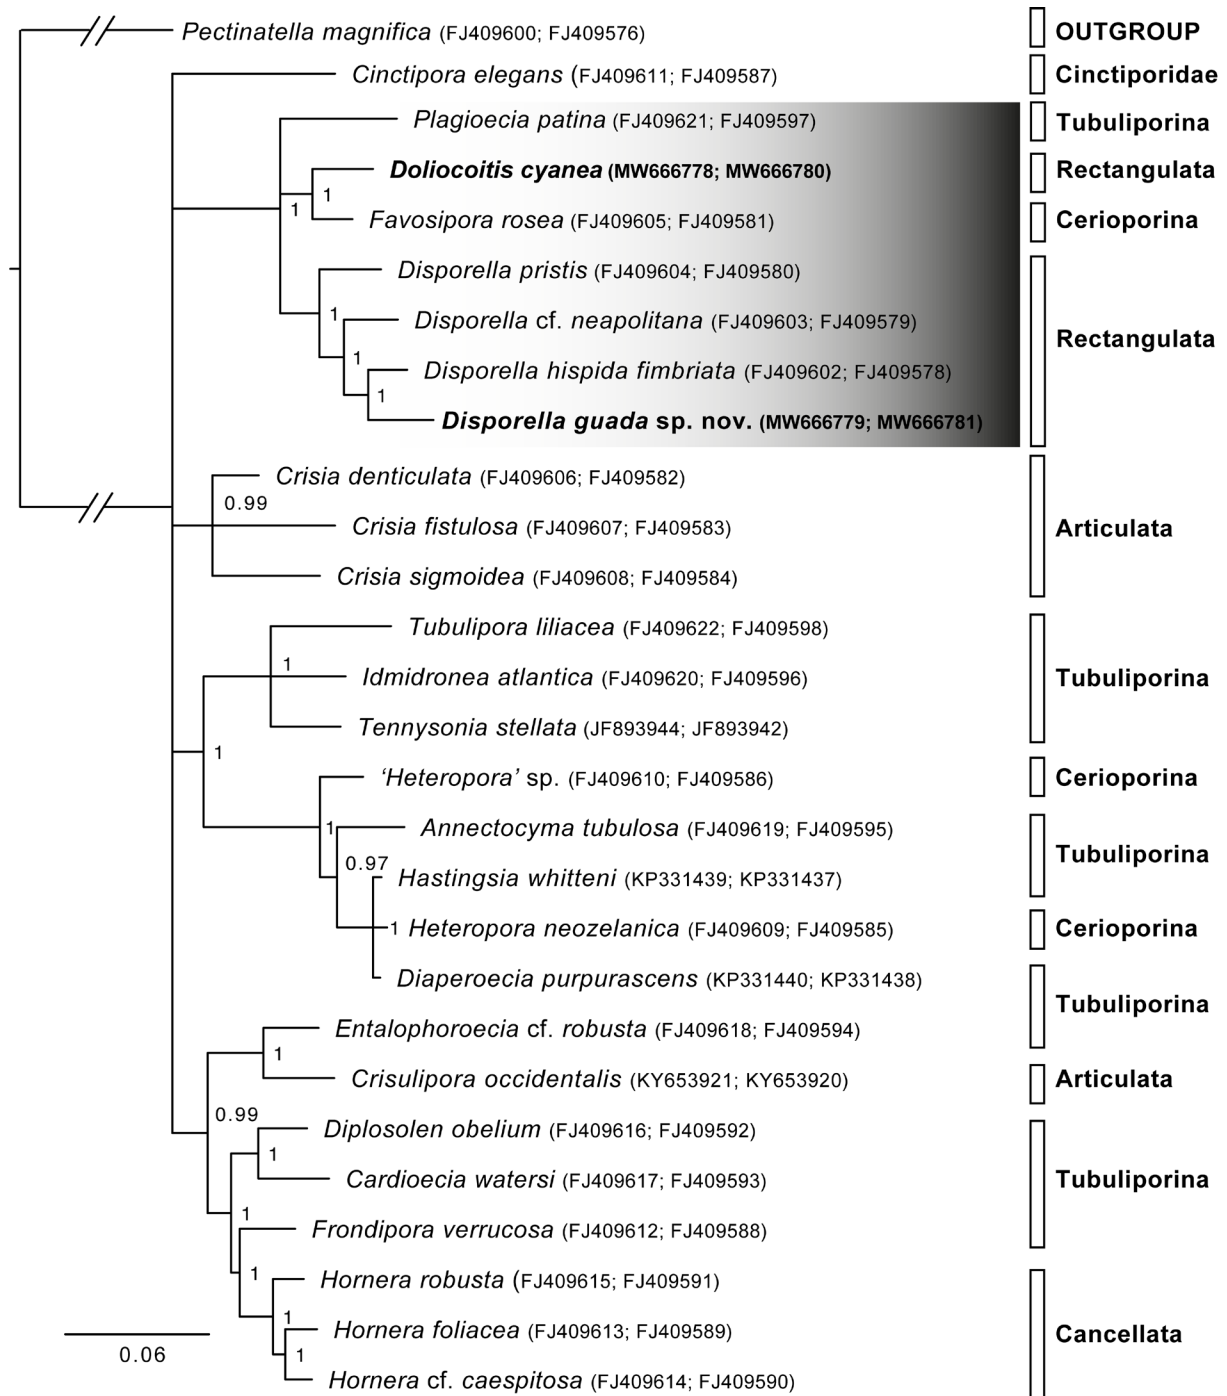 Pectinatella magnifica (FJ409600; FJ409576) OUTGROUP
Cinctipora elegans (FJ409611; FJ409587) Cinctiporidae
Plagioecia patina (FJ409621; FJ409597) Tubuliporina
Doliocoitis cyanea (MW666778; MW666780) Rectangulata
1
1
Favosipora rosea (FJ409605; FJ409581) Cerioporina
Disporella pristis (FJ409604; FJ409580)
1
Disporella cf. neapolitana (FJ409603; FJ409579)
Rectangulata
1
Disporella hispida fimbriata (FJ409602; FJ409578)
1
Disporella guada sp. nov. (MW666779; MW666781)
Crisia denticulata (FJ409606; FJ409582)
0.99
Crisia fistulosa (FJ409607; FJ409583) Articulata
Crisia sigmoidea (FJ409608; FJ409584)
Tubulipora liliacea (FJ409622; FJ409598)
1
Idmidronea atlantica (FJ409620; FJ409596) Tubuliporina
Tennysonia stellata (JF893944; JF893942)
1
‘Heteropora’ sp. (FJ409610; FJ409586) Cerioporina
1
Annectocyma tubulosa (FJ409619; FJ409595)
Tubuliporina
0.97
Hastingsia whitteni (KP331439; KP331437)
1 Heteropora neozelanica (FJ409609; FJ409585) Cerioporina
Diaperoecia purpurascens (KP331440; KP331438)
Tubuliporina
Entalophoroecia cf. robusta (FJ409618; FJ409594)
1
Crisulipora occidentalis (KY653921; KY653920) Articulata
0.99
Diplosolen obelium (FJ409616; FJ409592)
1
Cardioecia watersi (FJ409617; FJ409593) Tubuliporina
1
Frondipora verrucosa (FJ409612; FJ409588)
1
Hornera robusta (FJ409615; FJ409591)
1
Hornera foliacea (FJ409613; FJ409589) Cancellata
0.06
1
Hornera cf. caespitosa (FJ409614; FJ409590)